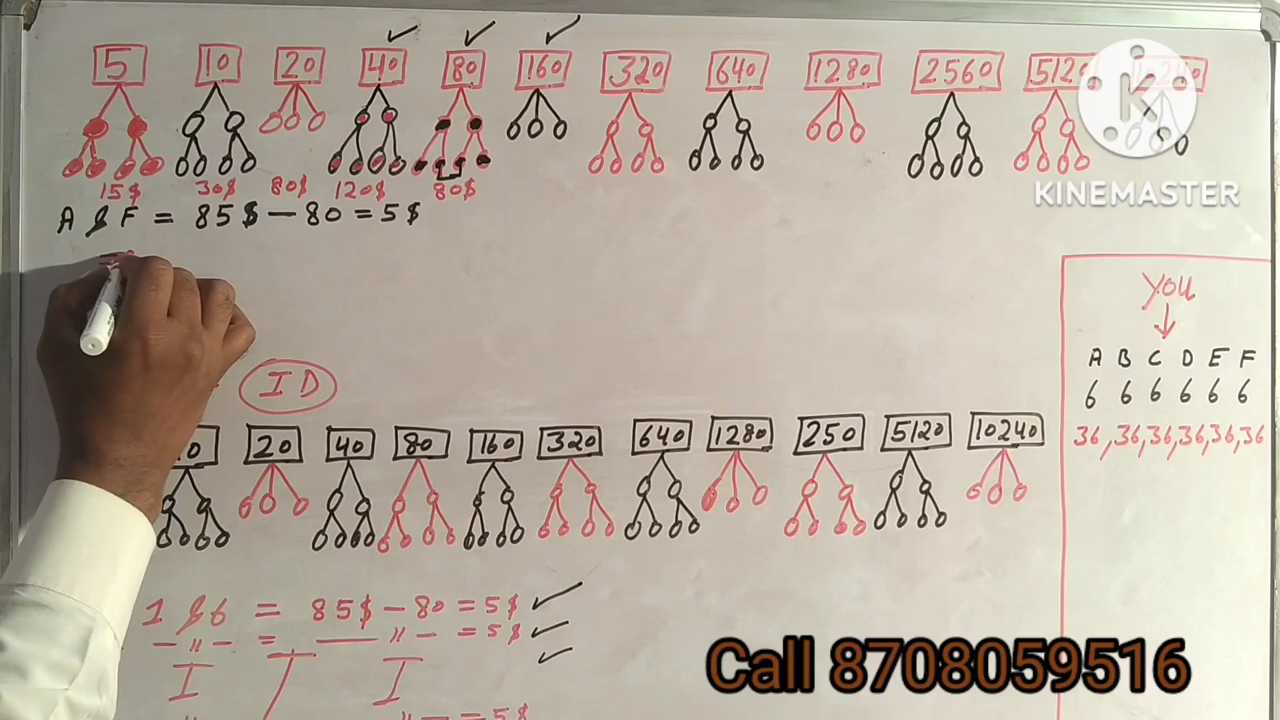 5 10 20 40 80 160 320 640 1280 2560 5120
K
KINEMASTER
15$ 30$ 80$ 120$ 80$
A & F = 85$ - 80 = 5$
you
A B C D E F
6 6 6 6 6 6
36, 36, 36, 36, 36, 36
ID
20 40 80 160 320 640 1280 250 5120 10240
1 & 6 = 85$ - 80 = 5$
- " - = - " - = 5$
" - = 5$
Call 8708059516